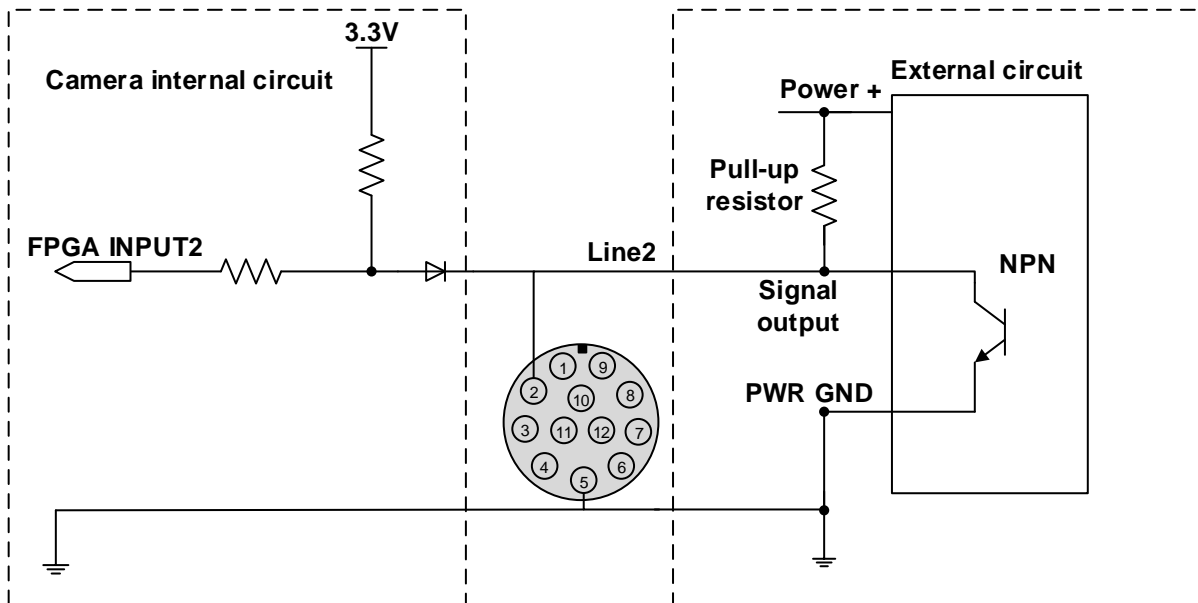 3.3V
Camera internal circuit
External circuit
Power +
Pull-up
resistor
FPGA INPUT2
Line2
NPN
Signal
output
1
9
2
10
8
PWR GND
3
11
12
7
4
6
5